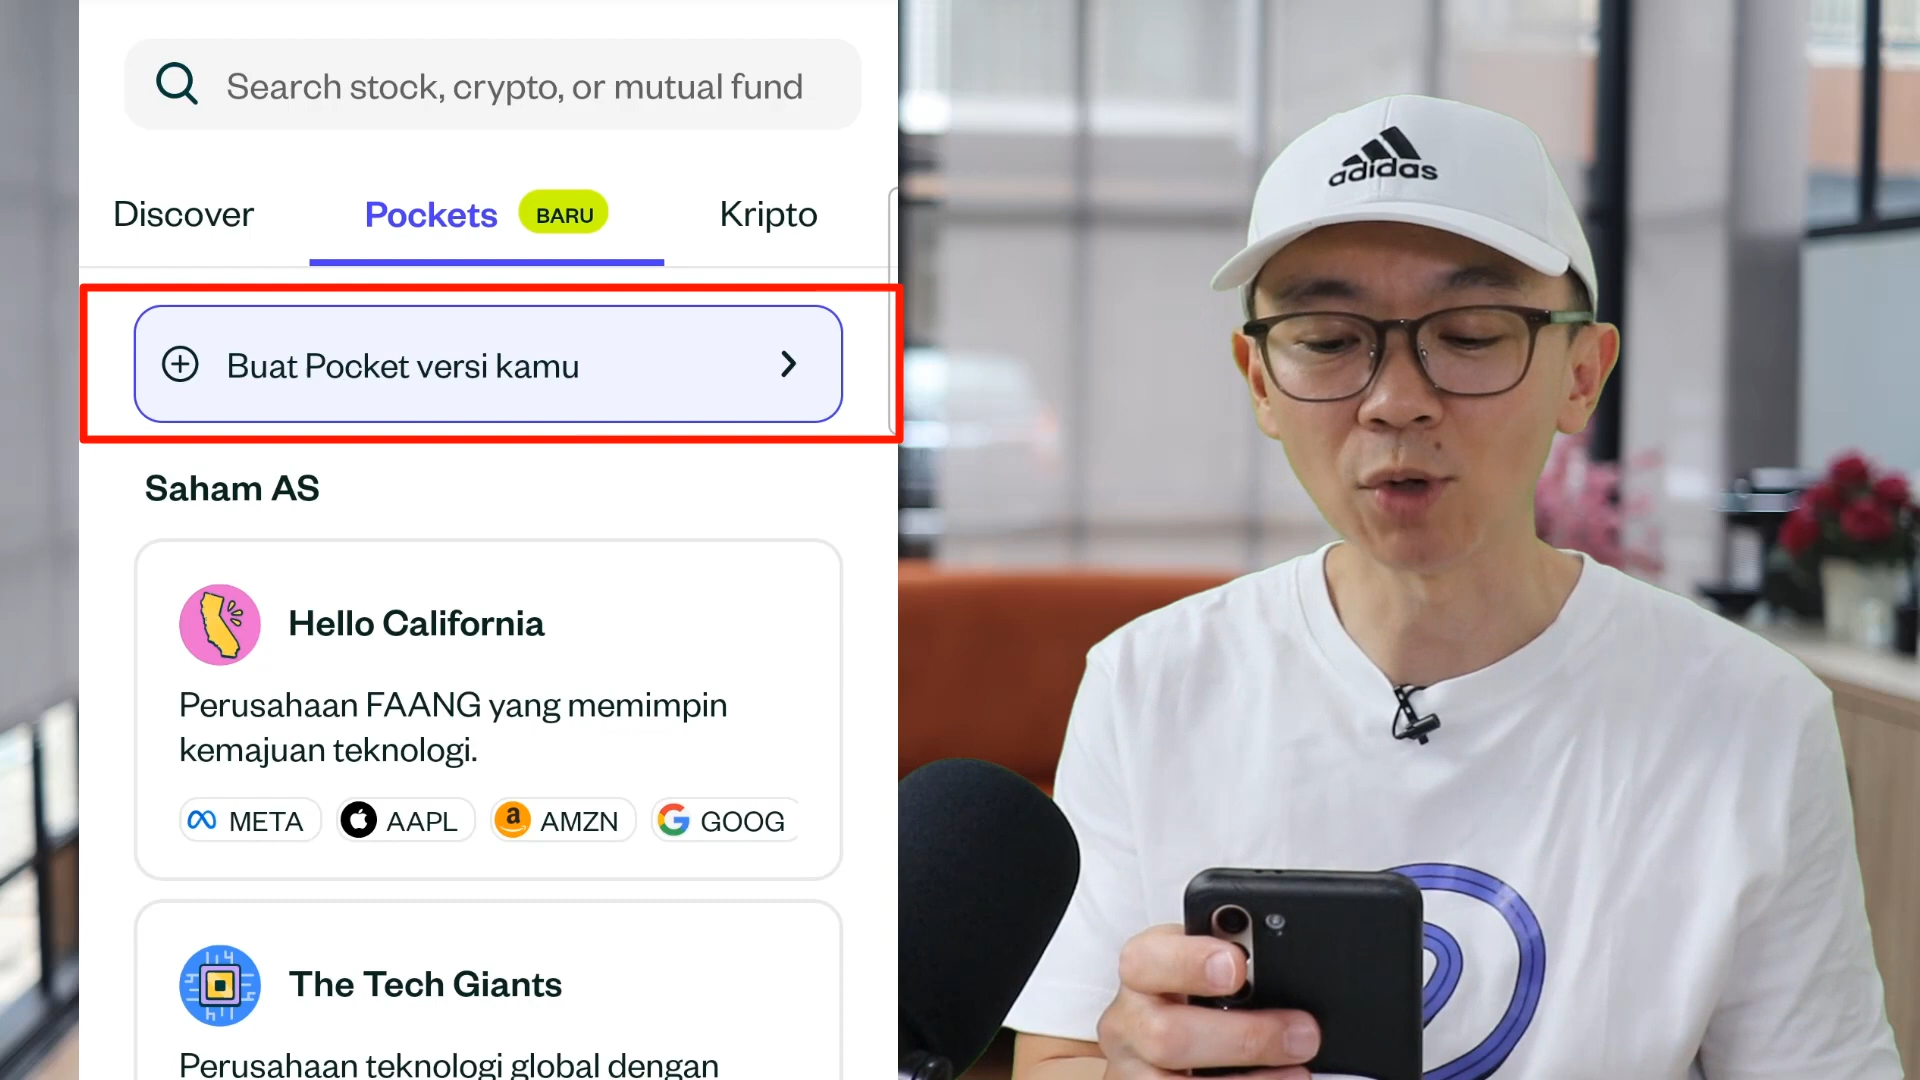 Search stock, crypto, or mutual fund
Discover
Pockets
BARU
Kripto
Buat Pocket versi kamu
Saham AS
Hello California
Perusahaan FAANG yang memimpin
kemajuan teknologi.
META
AAPL
AMZN
GOOG
The Tech Giants
Perusahaan teknologi global dengan
adidas